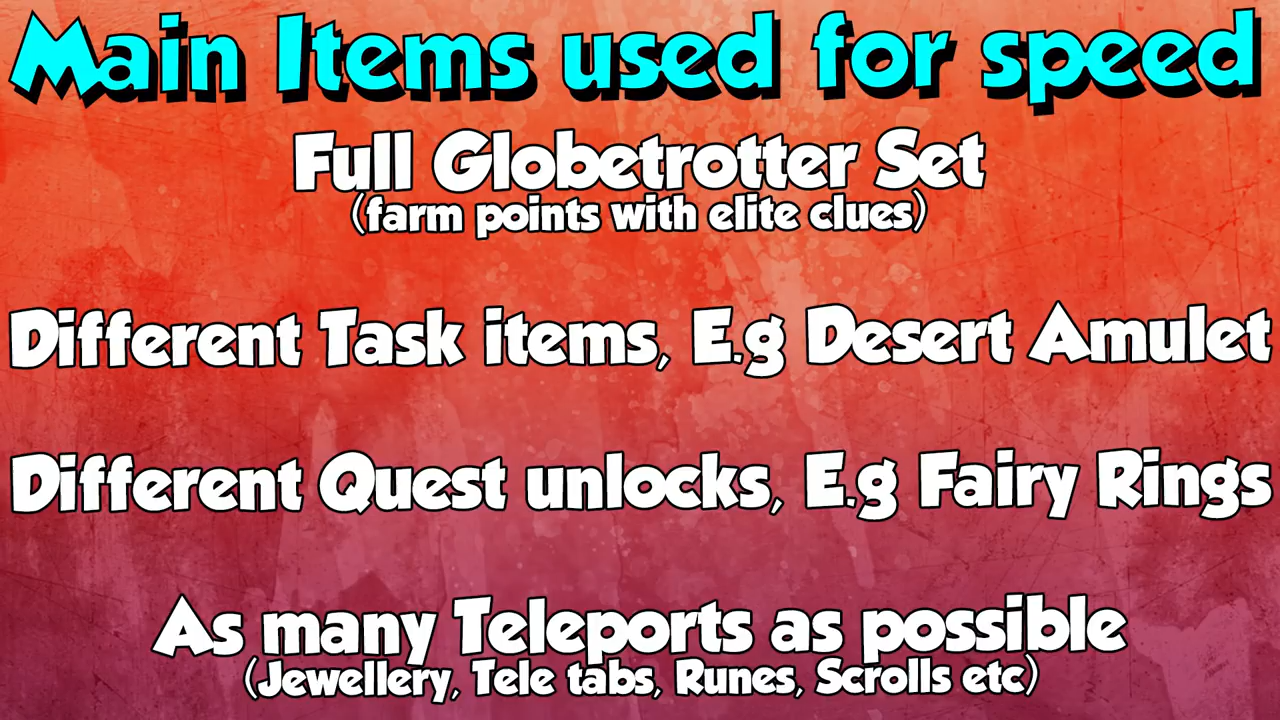 Main Items used for speed
Full Globetrotter Set
(farm points with elite clues)
Different Task items, E.g Desert Amulet
Different Quest unlocks, E.g Fairy Rings
As many Teleports as possible
(Jewellery, Tele tabs, Runes, Scrolls etc)